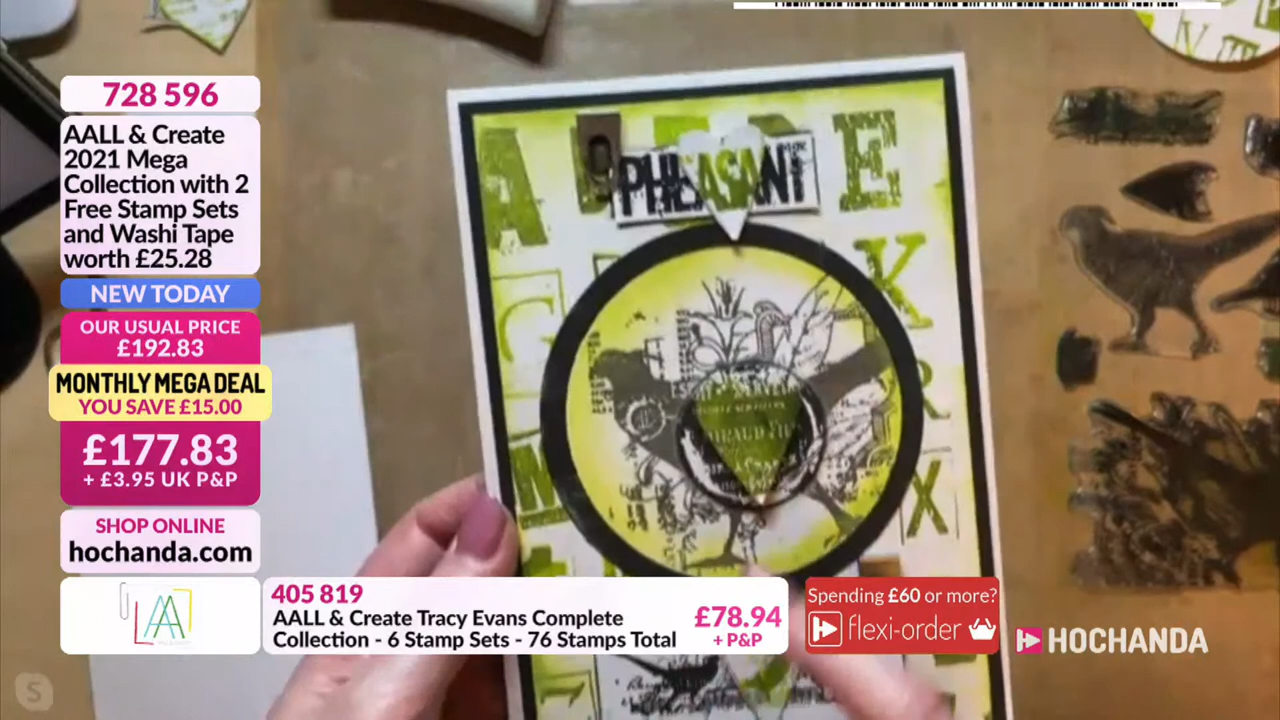 728 596
AALL & Create
2021 Mega
Collection with 2
Free Stamp Sets
and Washi Tape
worth £25.28
NEW TODAY
OUR USUAL PRICE
£192.83
MONTHLY MEGA DEAL
YOU SAVE £15.00
£177.83
+ £3.95 UK P&P
SHOP ONLINE
hochanda.com
LAA
405 819
AALL & Create Tracy Evans Complete
Collection - 6 Stamp Sets - 76 Stamps Total
£78.94
+ P&P
Spending £60 or more?
flexi-order
HOCHANDA
PHEASANT
A
E
K
C
R
M
X
S